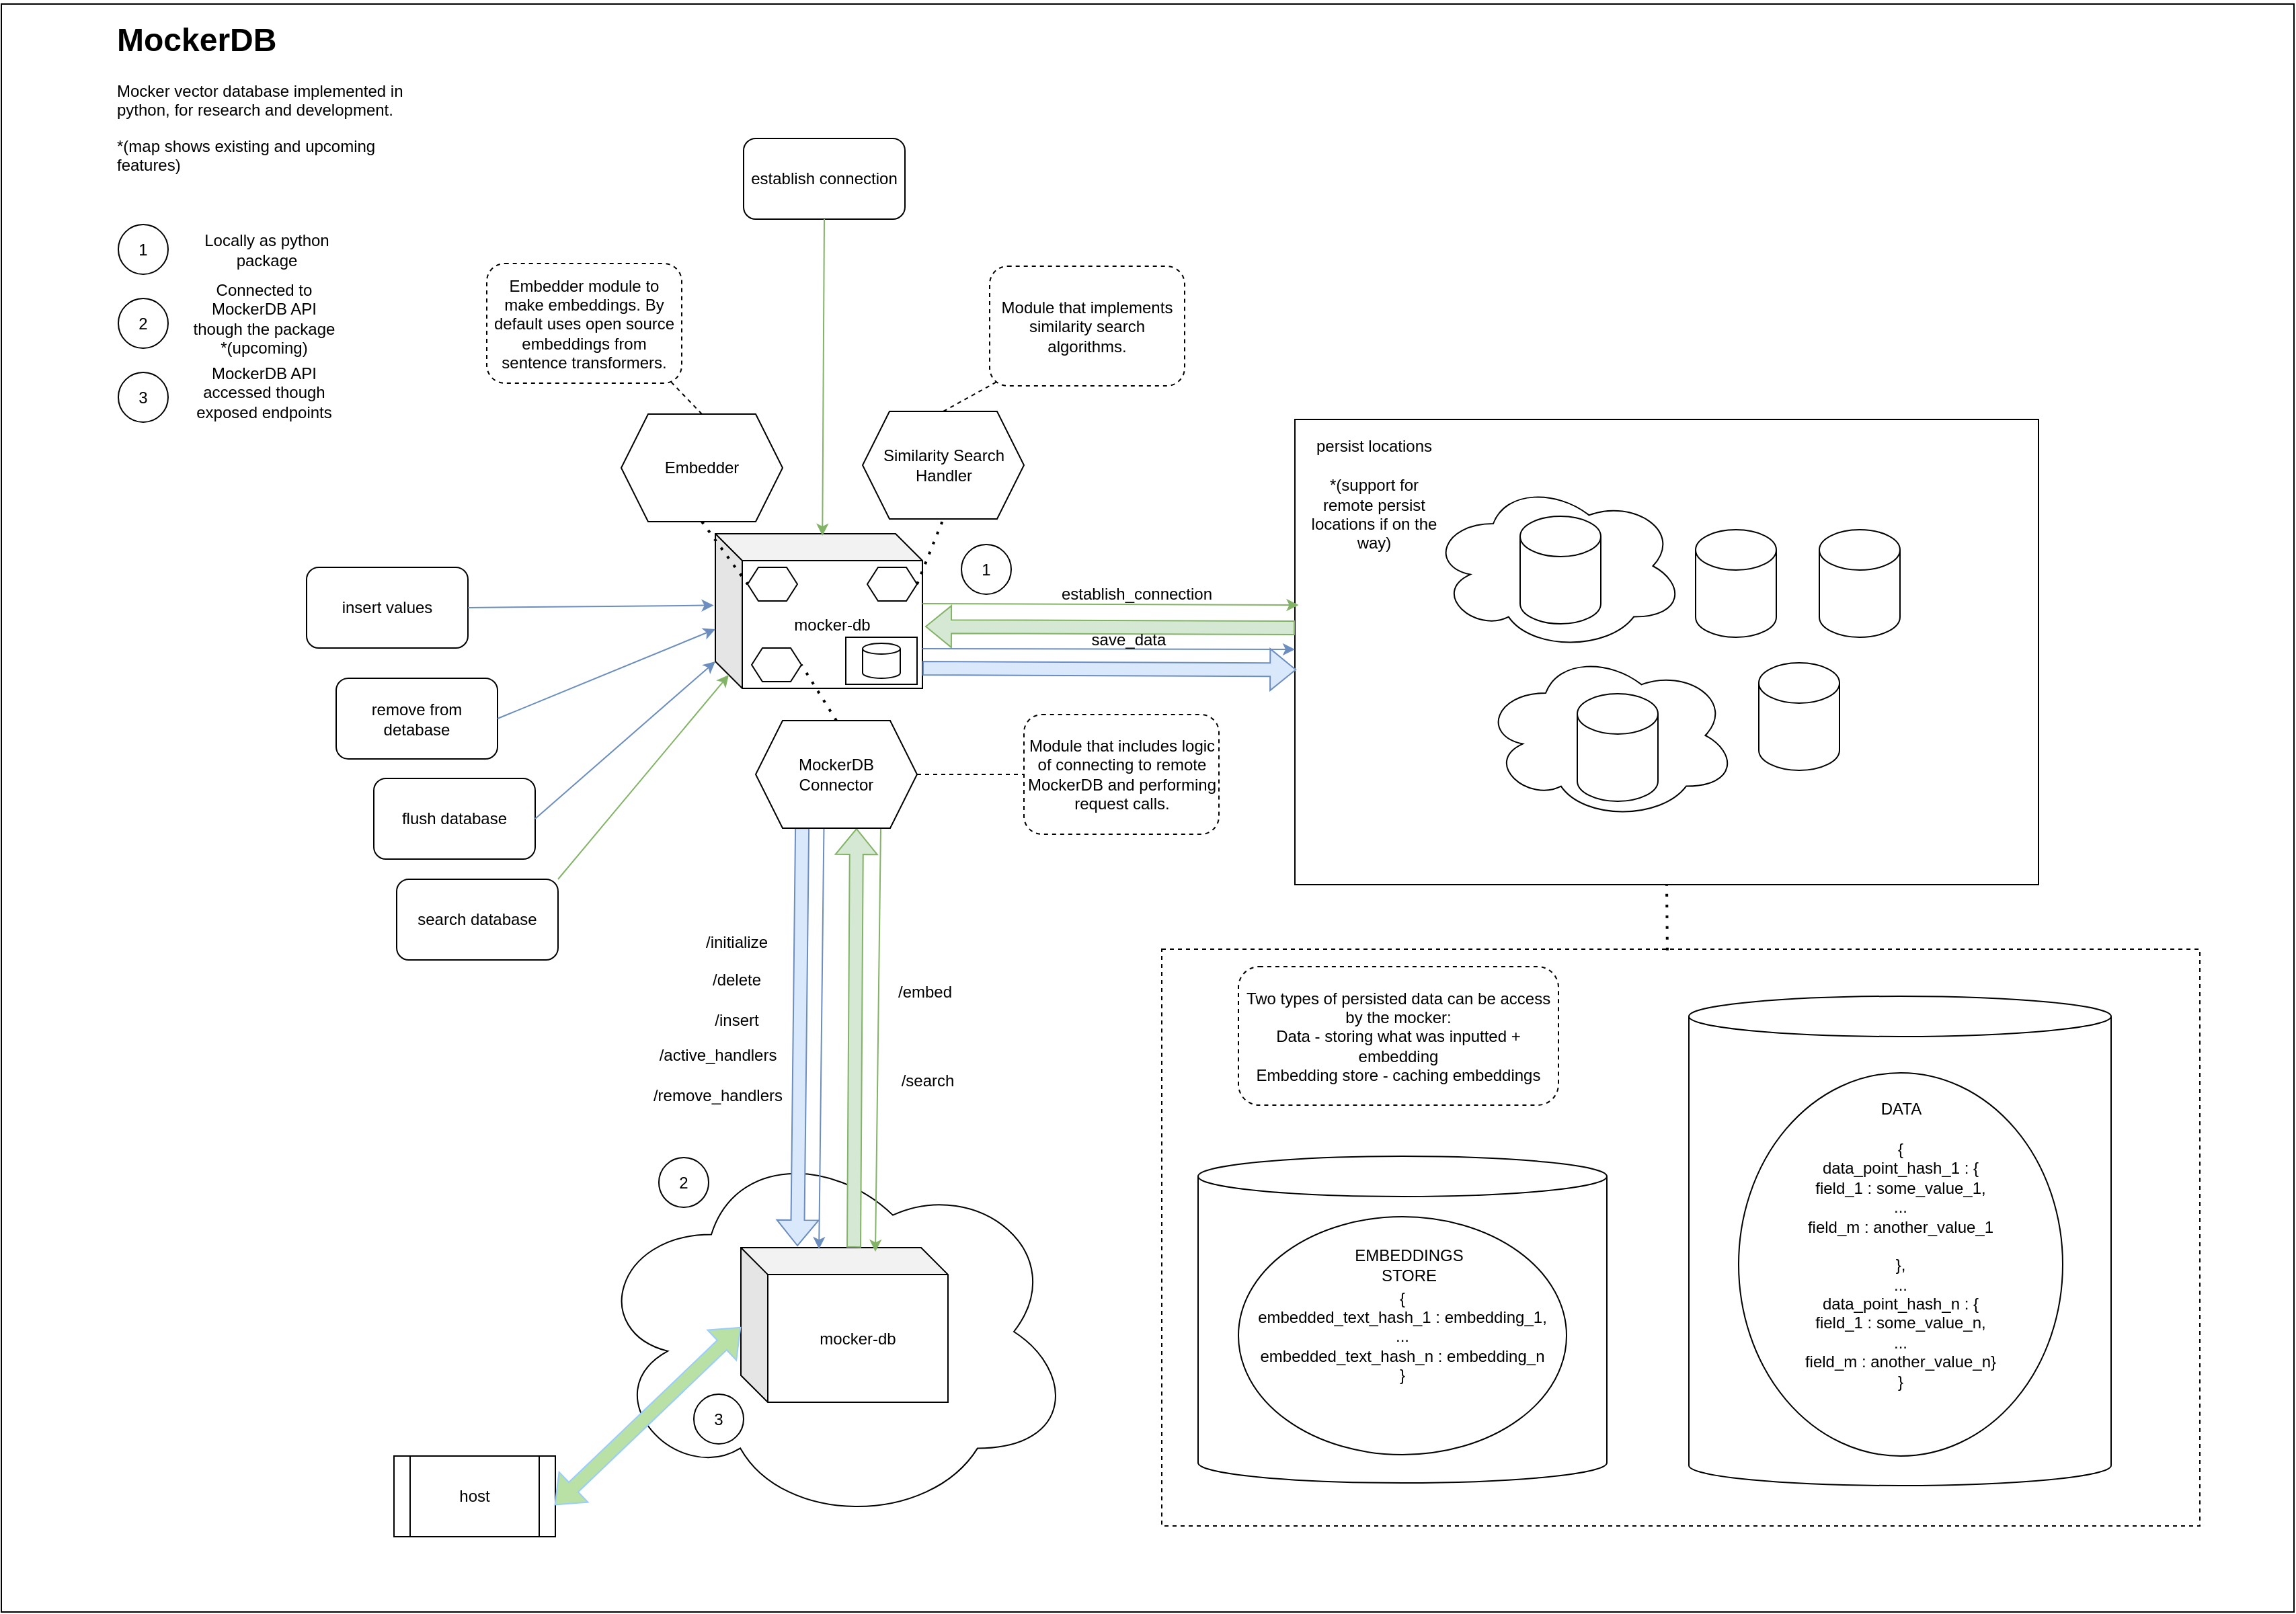 MockerDB
Mocker vector database implemented in
python, for research and development.
*(map shows existing and upcoming
features)
1
Locally as python
package
2
Connected to
MockerDB API
though the package
*(upcoming)
3
MockerDB API
accessed though
exposed endpoints
establish connection
Embedder module to
make embeddings. By
default uses open source
embeddings from
sentence transformers.
Module that implements
similarity search
algorithms.
Embedder
Similarity Search
Handler
insert values
remove from
detabase
flush database
search database
mocker-db
1
establish_connection
save_data
persist locations
*(support for
remote persist
locations if on the
way)
MockerDB
Connector
Module that includes logic
of connecting to remote
MockerDB and performing
request calls.
/initialize
/delete
/insert
/active_handlers
/remove_handlers
/embed
/search
2
mocker-db
3
host
Two types of persisted data can be access
by the mocker:
Data - storing what was inputted +
embedding
Embedding store - caching embeddings
EMBEDDINGS
STORE
{
embedded_text_hash_1 : embedding_1,
...
embedded_text_hash_n : embedding_n
}
DATA
{
data_point_hash_1 : {
field_1 : some_value_1,
...
field_m : another_value_1
},
...
data_point_hash_n : {
field_1 : some_value_n,
...
field_m : another_value_n}
}